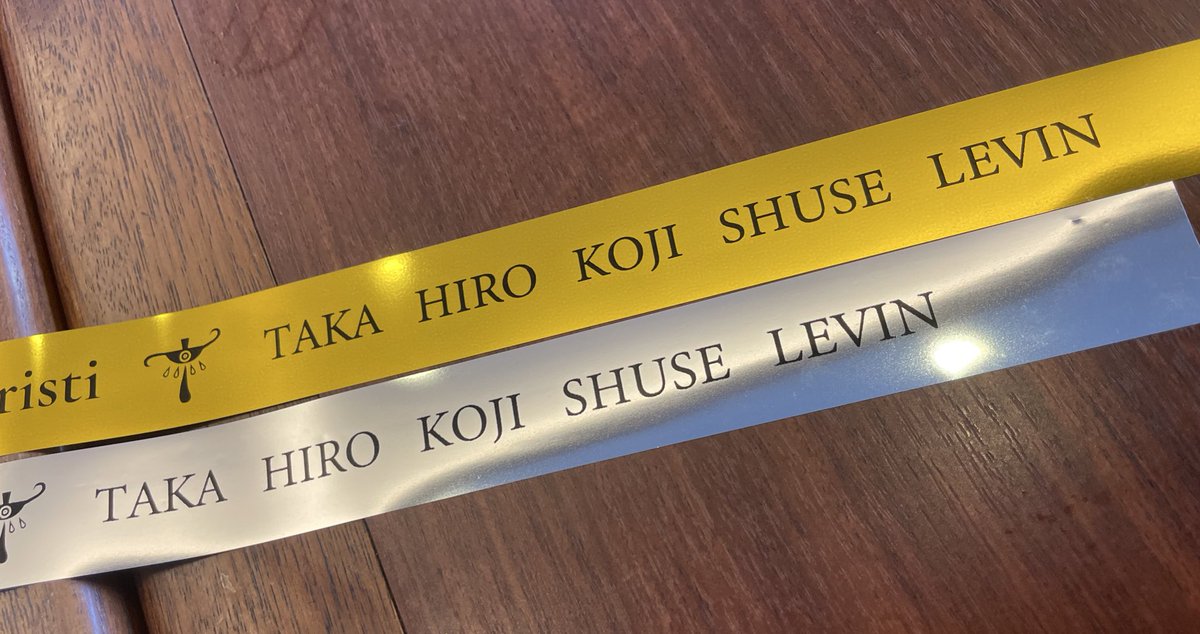 risti TAKA HIRO KOJI SHUSE LEVIN
TAKA HIRO KOJI SHUSE LEVIN